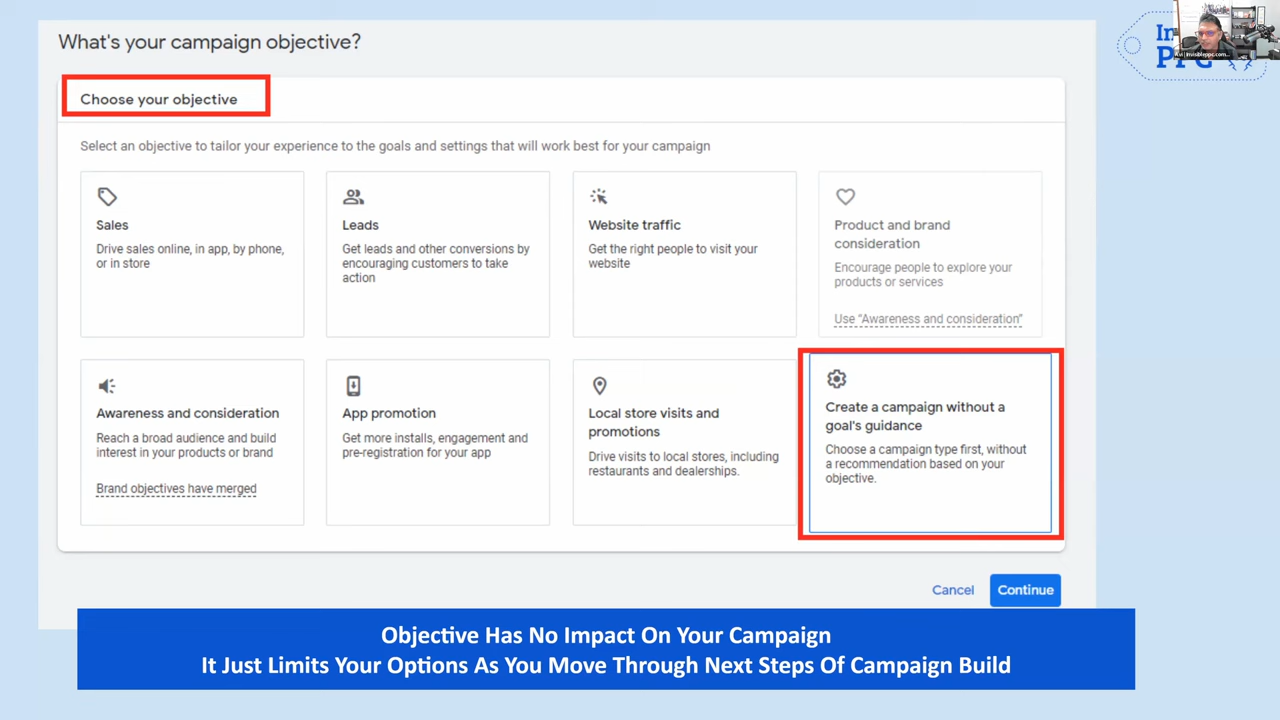 What's your campaign objective?
Choose your objective
Select an objective to tailor your experience to the goals and settings that will work best for your campaign
Sales
Drive sales online, in app, by phone,
or in store
Leads
Get leads and other conversions by
encouraging customers to take
action
Website traffic
Get the right people to visit your
website
Product and brand
consideration
Encourage people to explore your
products or services
Use "Awareness and consideration"
Awareness and consideration
Reach a broad audience and build
interest in your products or brand
Brand objectives have merged
App promotion
Get more installs, engagement and
pre-registration for your app
Local store visits and
promotions
Drive visits to local stores, including
restaurants and dealerships.
Create a campaign without a
goal's guidance
Choose a campaign type first, without
a recommendation based on your
objective.
Cancel
Continue
Objective Has No Impact On Your Campaign
It Just Limits Your Options As You Move Through Next Steps Of Campaign Build